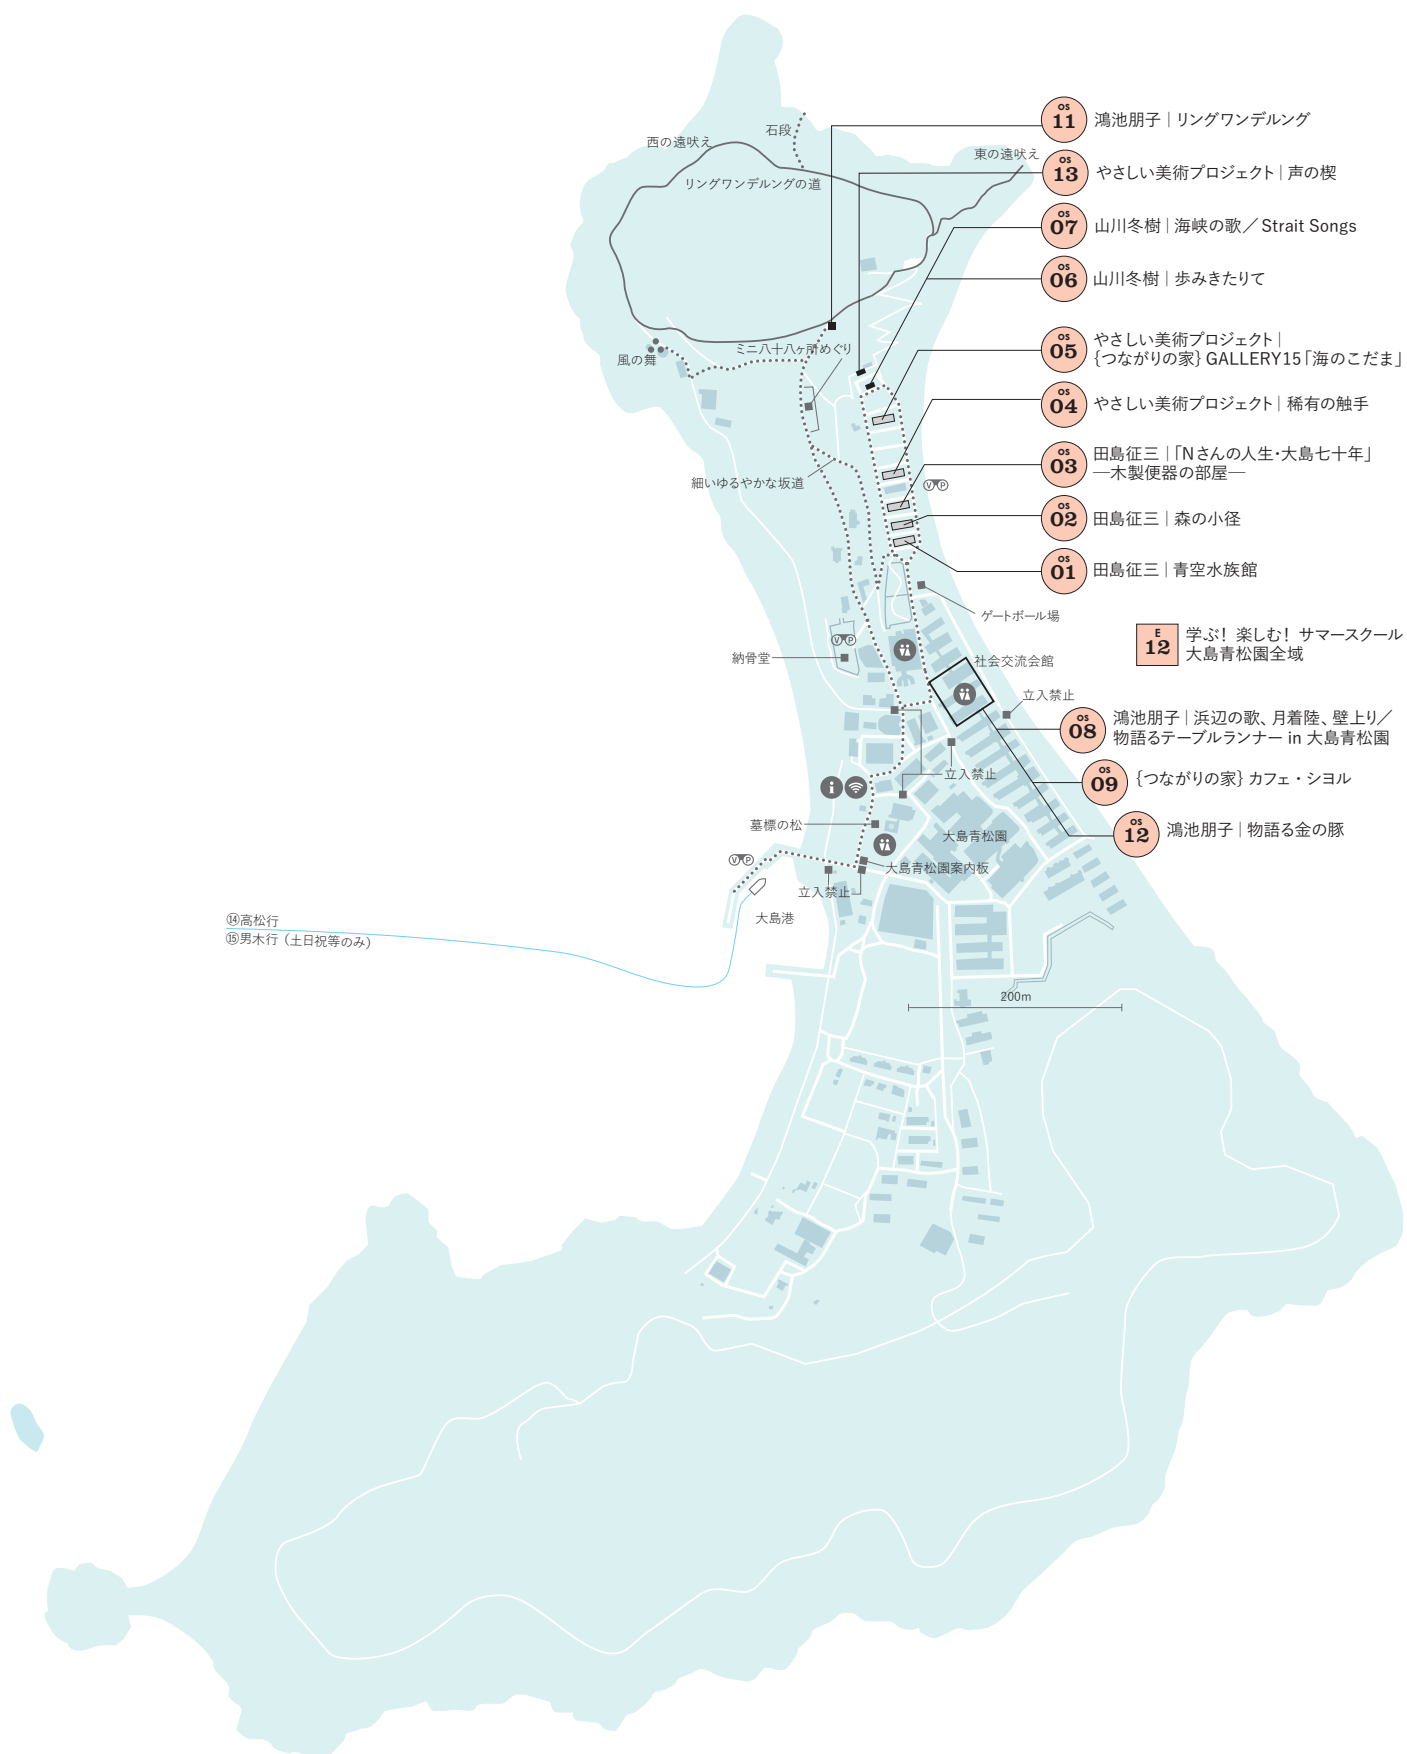 OS
11
鴻池朋子｜リングワンデルング
石段
西の遠吠え
東の遠吠え
OS
13
やさしい美術プロジェクト｜声の楔
リングワンデルングの道
OS
07
山川冬樹｜海峡の歌／Strait Songs
OS
06
山川冬樹｜歩みきたりて
ミニ八十八ヶ所めぐり
風の舞
OS
05
やさしい美術プロジェクト｜
{つながりの家} GALLERY15「海のこだま」
OS
04
やさしい美術プロジェクト｜稀有の触手
OS
03
田島征三｜「Nさんの人生・大島七十年」
―木製便器の部屋―
細いゆるやかな坂道
VP
OS
02
田島征三｜森の小径
OS
01
田島征三｜青空水族館
ゲートボール場
E
12
学ぶ！ 楽しむ！ サマースクール
大島青松園全域
VP
納骨堂
社会交流会館
立入禁止
OS
08
鴻池朋子｜浜辺の歌、月着陸、壁上り／
物語るテーブルランナー in 大島青松園
立入禁止
OS
09
{つながりの家} カフェ・シヨル
i
墓標の松
大島青松園
OS
12
鴻池朋子｜物語る金の豚
VP
大島青松園案内板
立入禁止
大島港
⑭高松行
⑮男木行（土日祝等のみ）
200m